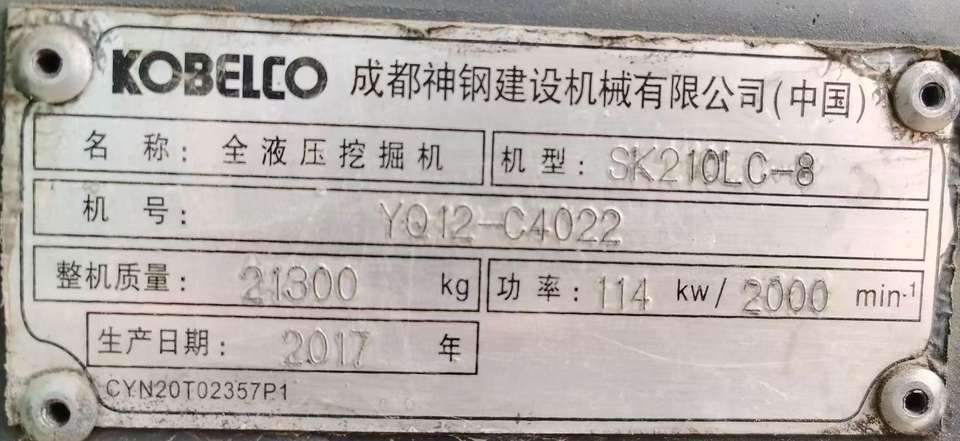 KOBELCO 成都神钢建设机械有限公司(中国)
名称: 全液压挖掘机 机型: SK210LC-8
机号: YQ12-C4022
整机质量: 21300 kg 功率: 114 kw/ 2000 min-1
生产日期: 2017 年
CYN20T02357P1